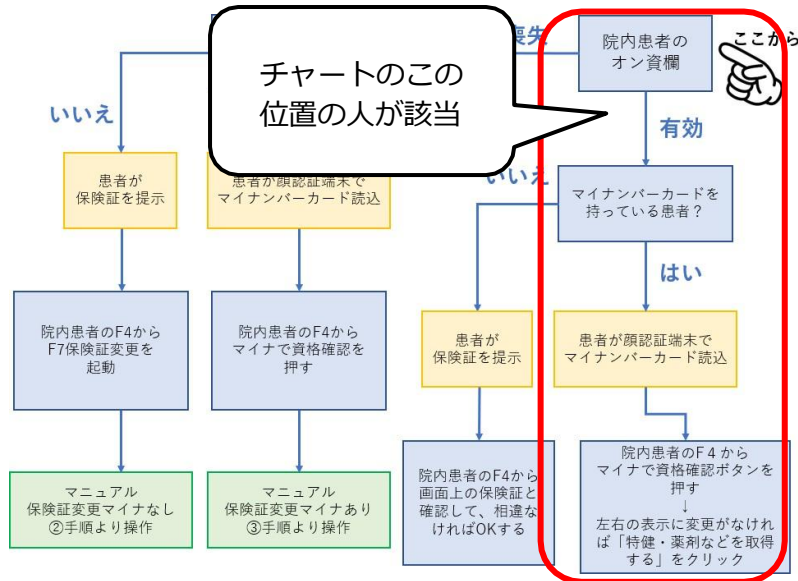 院内患者の
オン資欄
ここから
喪失
チャートのこの
位置の人が該当
いいえ
有効
患者が
保険証を提示
患者が顔認証端末で
マイナンバーカード読込
いいえ
マイナンバーカードを
持っている患者？
はい
院内患者のF4から
F7保険証変更を
起動
院内患者のF4から
マイナで資格確認を
押す
患者が
保険証を提示
患者が顔認証端末で
マイナンバーカード読込
マニュアル
保険証変更マイナなし
②手順より操作
マニュアル
保険証変更マイナあり
③手順より操作
院内患者のF4から
画面上の保険証と
確認して、相違な
ければOKする
院内患者のF４から
マイナで資格確認ボタンを
押す
↓
左右の表示に変更がなけれ
ば「特健・薬剤などを取得
する」をクリック